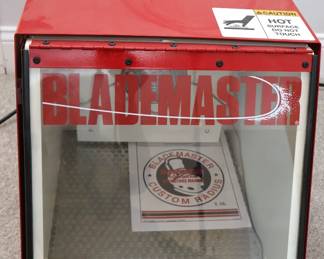 CAUTION
HOT
SURFACE
DO NOT
TOUCH
BLADEMASTER
BLADEMASTER
CUSTOM RADIUS